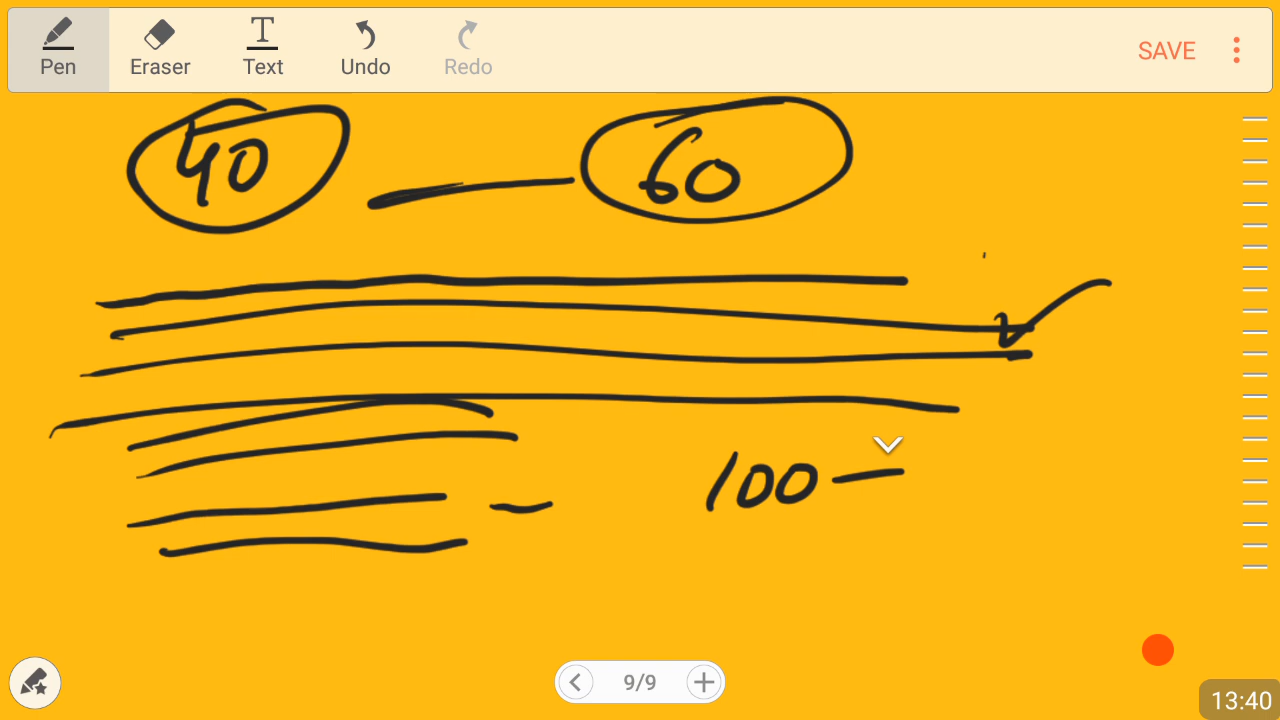 Pen Eraser Text Undo Redo SAVE
40 — 60
100 —
9/9
13:40